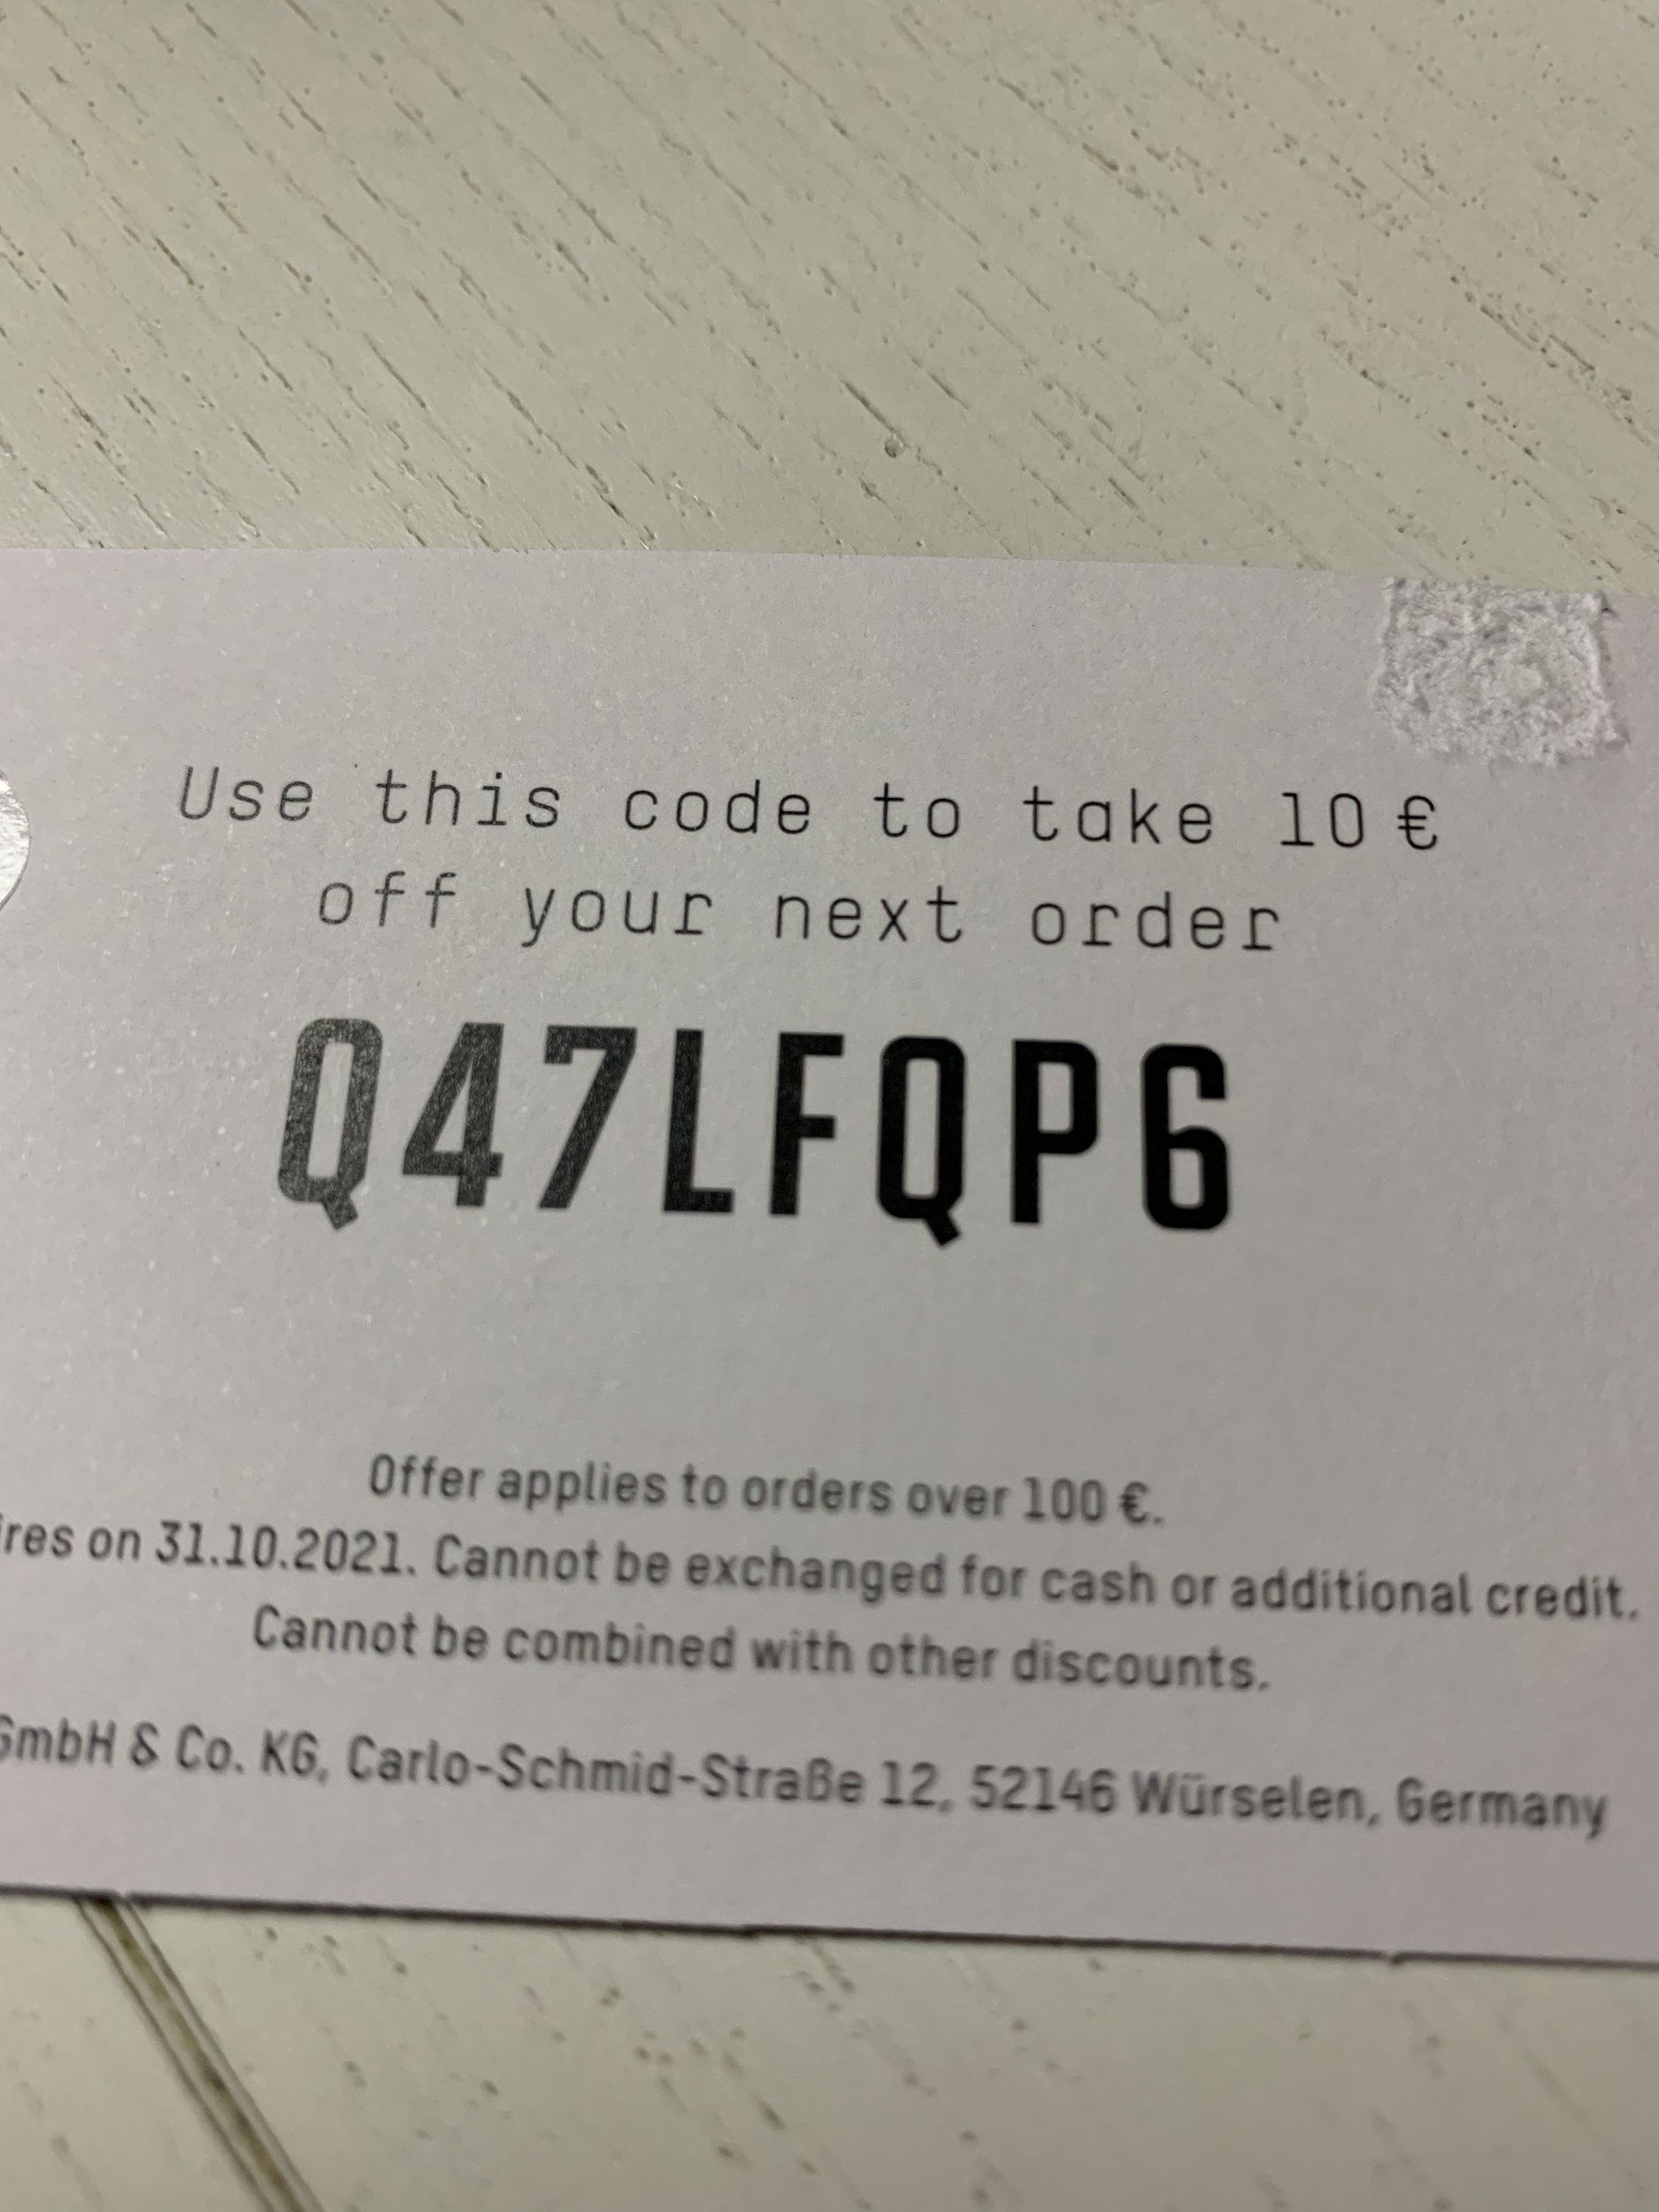 Use this code to take 10 €
off your next order
Q47LFQP6
Offer applies to orders over 100 €.
ires on 31.10.2021. Cannot be exchanged for cash or additional credit.
Cannot be combined with other discounts.
GmbH & Co. KG, Carlo-Schmid-Straße 12, 52146 Würselen, Germany